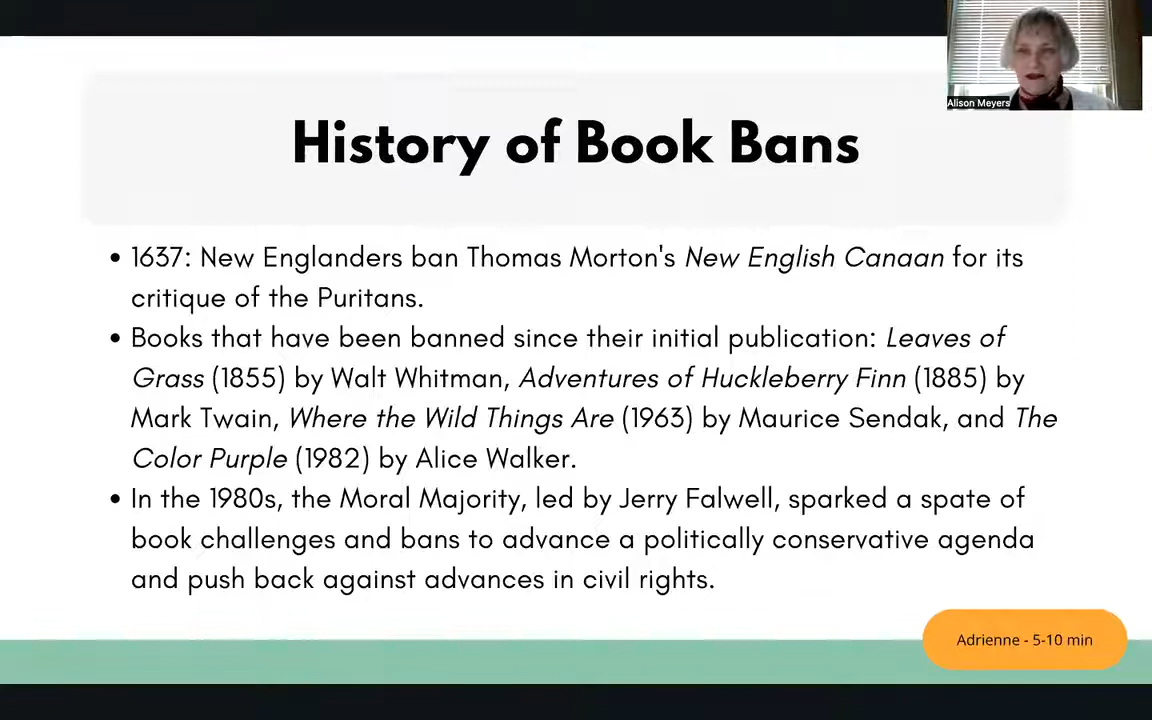 Alison Meyers
History of Book Bans
• 1637: New Englanders ban Thomas Morton's New English Canaan for its
critique of the Puritans.
• Books that have been banned since their initial publication: Leaves of
Grass (1855) by Walt Whitman, Adventures of Huckleberry Finn (1885) by
Mark Twain, Where the Wild Things Are (1963) by Maurice Sendak, and The
Color Purple (1982) by Alice Walker.
• In the 1980s, the Moral Majority, led by Jerry Falwell, sparked a spate of
book challenges and bans to advance a politically conservative agenda
and push back against advances in civil rights.
Adrienne - 5-10 min